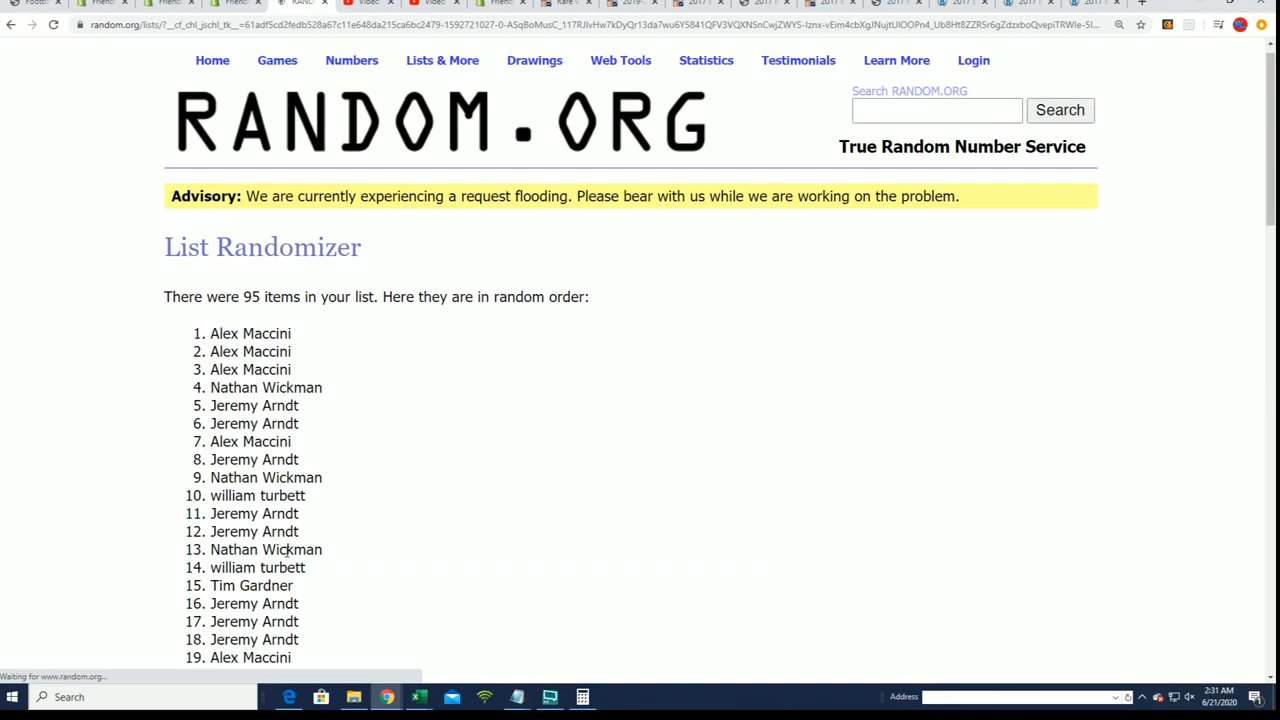 random.org/lists/?__cf_chl_jschl_tk__=61adf5cd2fedb528a67c11e648da215ca6bc2479-1592721027-0-
Home Games Numbers Lists & More Drawings Web Tools Statistics Testimonials Learn More Login
RANDOM.ORG
Search RANDOM.ORG
Search
True Random Number Service
Advisory: We are currently experiencing a request flooding. Please bear with us while we are working on the problem.
List Randomizer
There were 95 items in your list. Here they are in random order:
1. Alex Maccini
2. Alex Maccini
3. Alex Maccini
4. Nathan Wickman
5. Jeremy Arndt
6. Jeremy Arndt
7. Alex Maccini
8. Jeremy Arndt
9. Nathan Wickman
10. william turbett
11. Jeremy Arndt
12. Jeremy Arndt
13. Nathan Wickman
14. william turbett
15. Tim Gardner
16. Jeremy Arndt
17. Jeremy Arndt
18. Jeremy Arndt
19. Alex Maccini
Waiting for www.random.org...
Search
Address
2:31 AM
6/21/2020